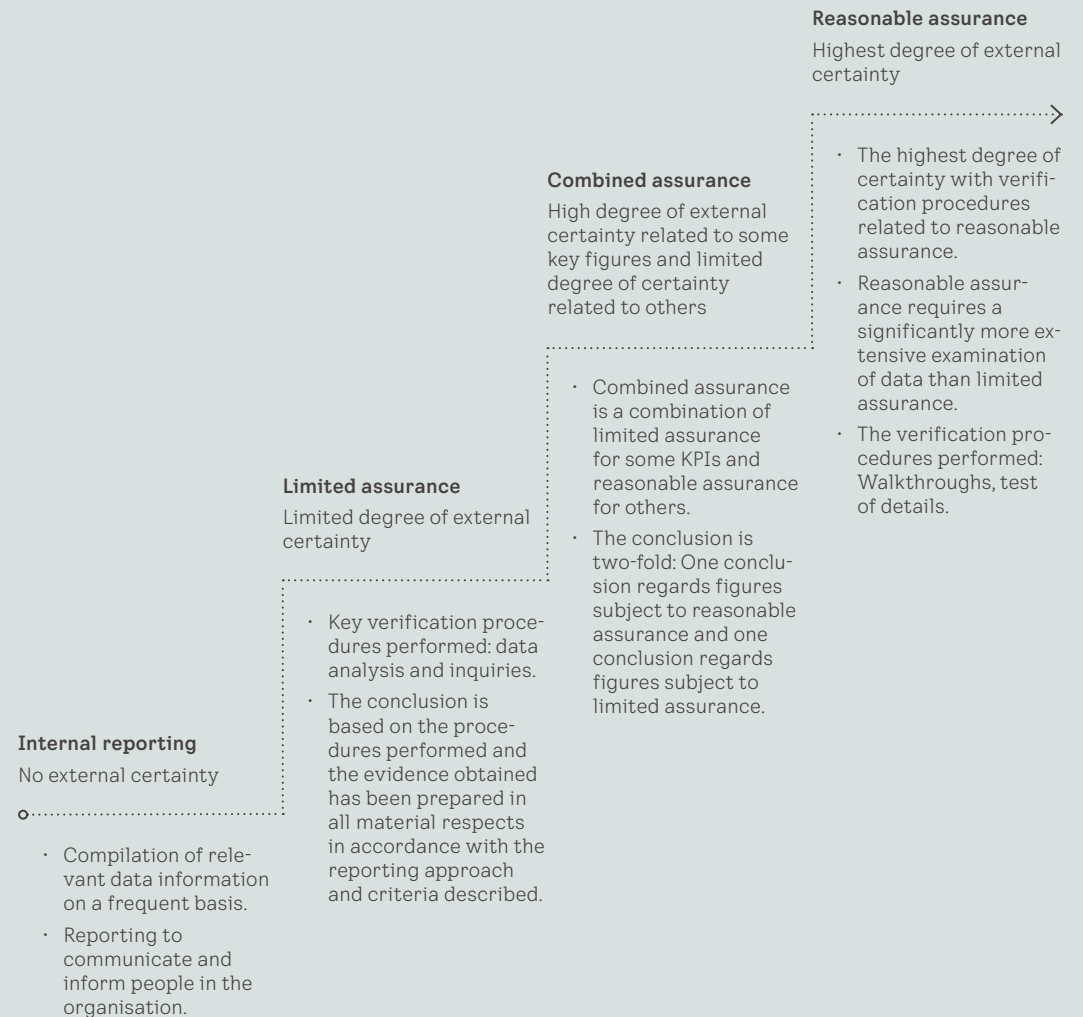 Internal reporting
No external certainty
· Compilation of rele-
vant data information
on a frequent basis.
· Reporting to
communicate and
inform people in the
organisation.
Limited assurance
Limited degree of external
certainty
· Key verification proce-
dures performed: data
analysis and inquiries.
· The conclusion is
based on the proce-
dures performed and
the evidence obtained
has been prepared in
all material respects
in accordance with the
reporting approach
and criteria described.
Combined assurance
High degree of external
certainty related to some
key figures and limited
degree of certainty
related to others
· Combined assurance
is a combination of
limited assurance
for some KPIs and
reasonable assurance
for others.
· The conclusion is
two-fold: One conclu-
sion regards figures
subject to reasonable
assurance and one
conclusion regards
figures subject to
limited assurance.
Reasonable assurance
Highest degree of external
certainty
· The highest degree of
certainty with verifi-
cation procedures
related to reasonable
assurance.
· Reasonable assur-
ance requires a
significantly more ex-
tensive examination
of data than limited
assurance.
· The verification pro-
cedures performed:
Walkthroughs, test
of details.